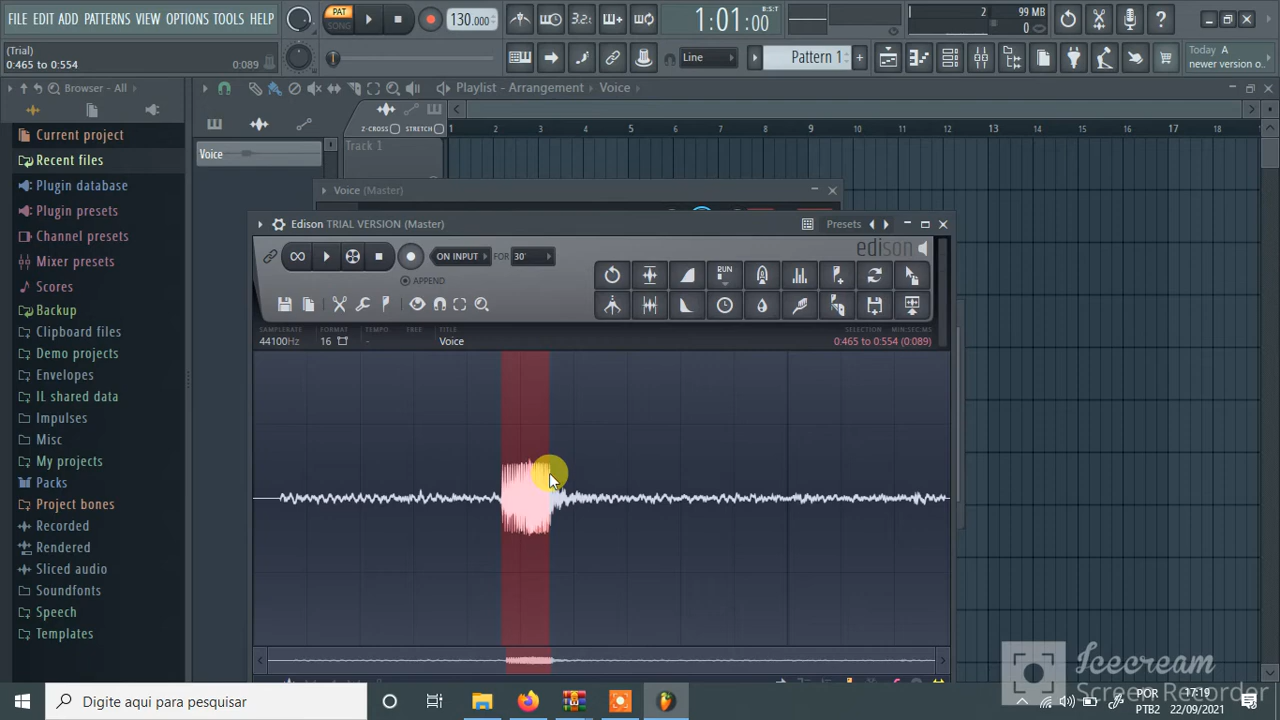 FILE EDIT ADD PATTERNS VIEW OPTIONS TOOLS HELP
PAT
SONG
130.000
3.2
1:01:00
B:S:T
2
99 MB
0
(Trial)
0:465 to 0:554
0:089
Line
Pattern 1
Today
A
newer version o..
Browser - All
Playlist - Arrangement
Voice
Current project
Recent files
Plugin database
Plugin presets
Channel presets
Mixer presets
Scores
Backup
Clipboard files
Demo projects
Envelopes
IL shared data
Impulses
Misc
My projects
Packs
Project bones
Recorded
Rendered
Sliced audio
Soundfonts
Speech
Templates
Voice
Z-CROSS
STRETCH
1 2 3 4 5 6 7 8 9 10 11 12 13 14 15 16 17 18
Track 1
Voice (Master)
Edison TRIAL VERSION (Master)
Presets
ON INPUT
FOR
30'
APPEND
edison
RUN
SAMPLERATE
44100Hz
FORMAT
16
TEMPO
-
FREE
TITLE
Voice
SELECTION
MIN:SEC:MS
0:465 to 0:554 (0:089)
Icecream
Screen Recorder
Digite aqui para pesquisar
POR
PTB2
17:19
22/09/2021